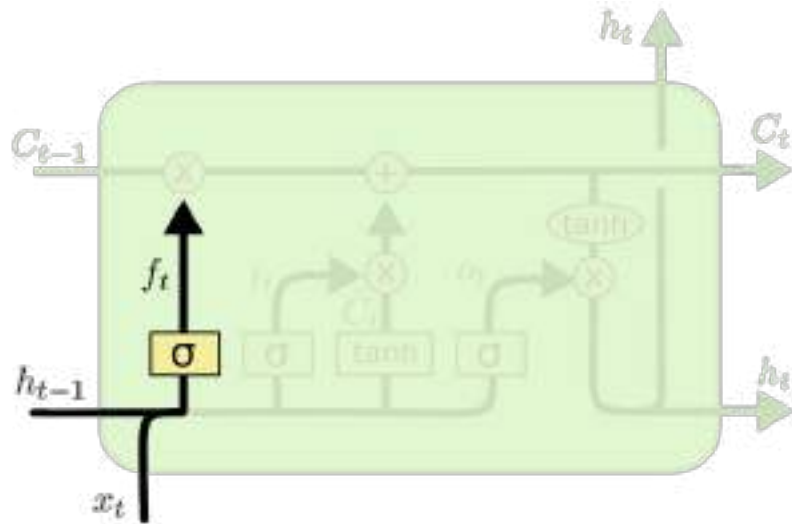 h_t
C_{t-1}
C_t
×
+
tanh
f_t
×
×
σ
σ
tanh
σ
h_{t-1}
h_t
x_t